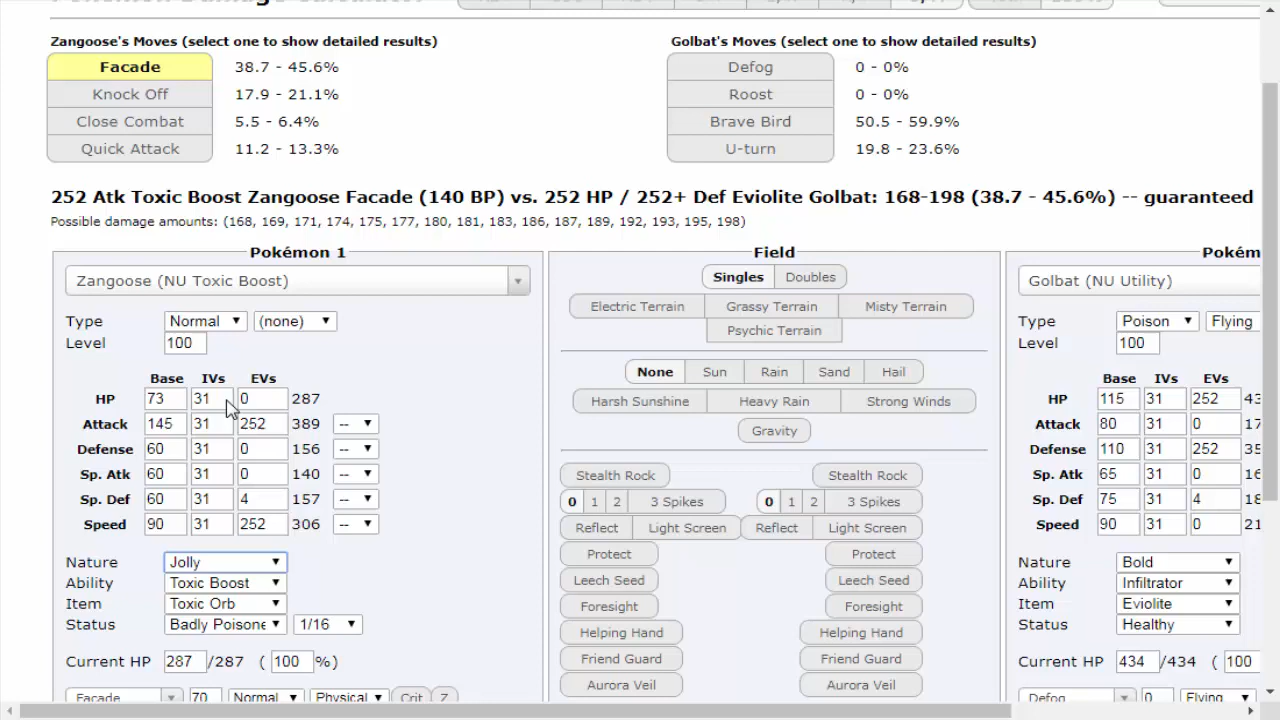 Zangoose's Moves (select one to show detailed results)
Golbat's Moves (select one to show detailed results)
Facade 38.7 - 45.6% Defog 0 - 0%
Knock Off 17.9 - 21.1% Roost 0 - 0%
Close Combat 5.5 - 6.4% Brave Bird 50.5 - 59.9%
Quick Attack 11.2 - 13.3% U-turn 19.8 - 23.6%
252 Atk Toxic Boost Zangoose Facade (140 BP) vs. 252 HP / 252+ Def Eviolite Golbat: 168-198 (38.7 - 45.6%) -- guaranteed
Possible damage amounts: (168, 169, 171, 174, 175, 177, 180, 181, 183, 186, 187, 189, 192, 193, 195, 198)
Pokémon 1
Zangoose (NU Toxic Boost)
Type Normal (none)
Level 100
Base IVs EVs
HP 73 31 0 287
Attack 145 31 252 389 --
Defense 60 31 0 156 --
Sp. Atk 60 31 0 140 --
Sp. Def 60 31 4 157 --
Speed 90 31 252 306 --
Nature Jolly
Ability Toxic Boost
Item Toxic Orb
Status Badly Poisone 1/16
Current HP 287 /287 ( 100 %)
Facade 70 Normal Physical Crit Z
Field
Singles Doubles
Electric Terrain Grassy Terrain Misty Terrain
Psychic Terrain
None Sun Rain Sand Hail
Harsh Sunshine Heavy Rain Strong Winds
Gravity
Stealth Rock Stealth Rock
0 1 2 3 Spikes 0 1 2 3 Spikes
Reflect Light Screen Reflect Light Screen
Protect Protect
Leech Seed Leech Seed
Foresight Foresight
Helping Hand Helping Hand
Friend Guard Friend Guard
Aurora Veil Aurora Veil
Pokém
Golbat (NU Utility)
Type Poison Flying
Level 100
Base IVs EVs
HP 115 31 252 43
Attack 80 31 0 17
Defense 110 31 252 35
Sp. Atk 65 31 0 16
Sp. Def 75 31 4 18
Speed 90 31 0 21
Nature Bold
Ability Infiltrator
Item Eviolite
Status Healthy
Current HP 434 /434 ( 100
Defog 0 Flying